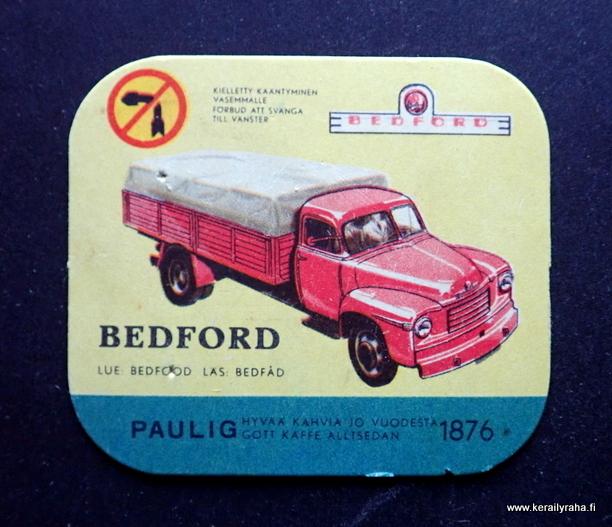 KIELLETTY KÄÄNTYMINEN
VASEMMALLE
FÖRBUD ATT SVÄNGA
TILL VÄNSTER
BEDFORD
BEDFORD
LUE: BEDFOOD LÄS: BEDFÅD
PAULIG HYVÄÄ KAHVIA JO VUODESTA 1876
GOTT KAFFE ALLTSEDAN
www.kerailyraha.fi